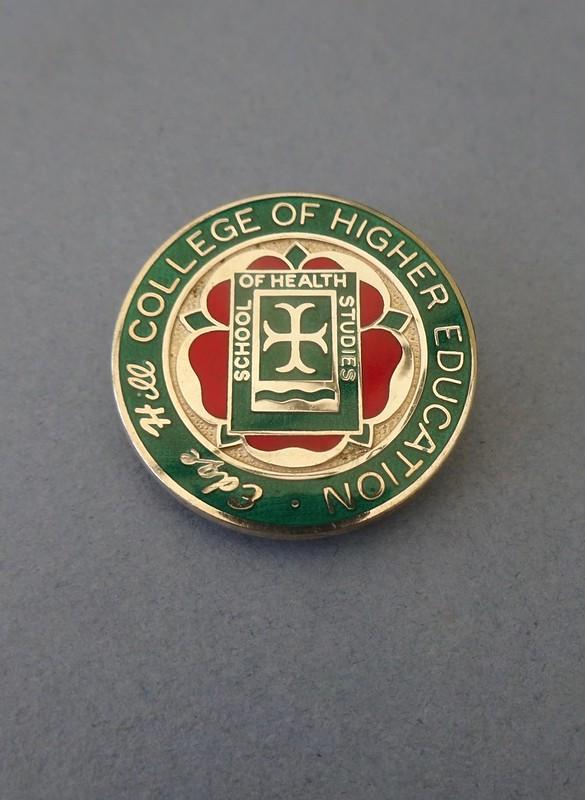 Edge Hill COLLEGE OF HIGHER EDUCATION ·
SCHOOL OF HEALTH STUDIES